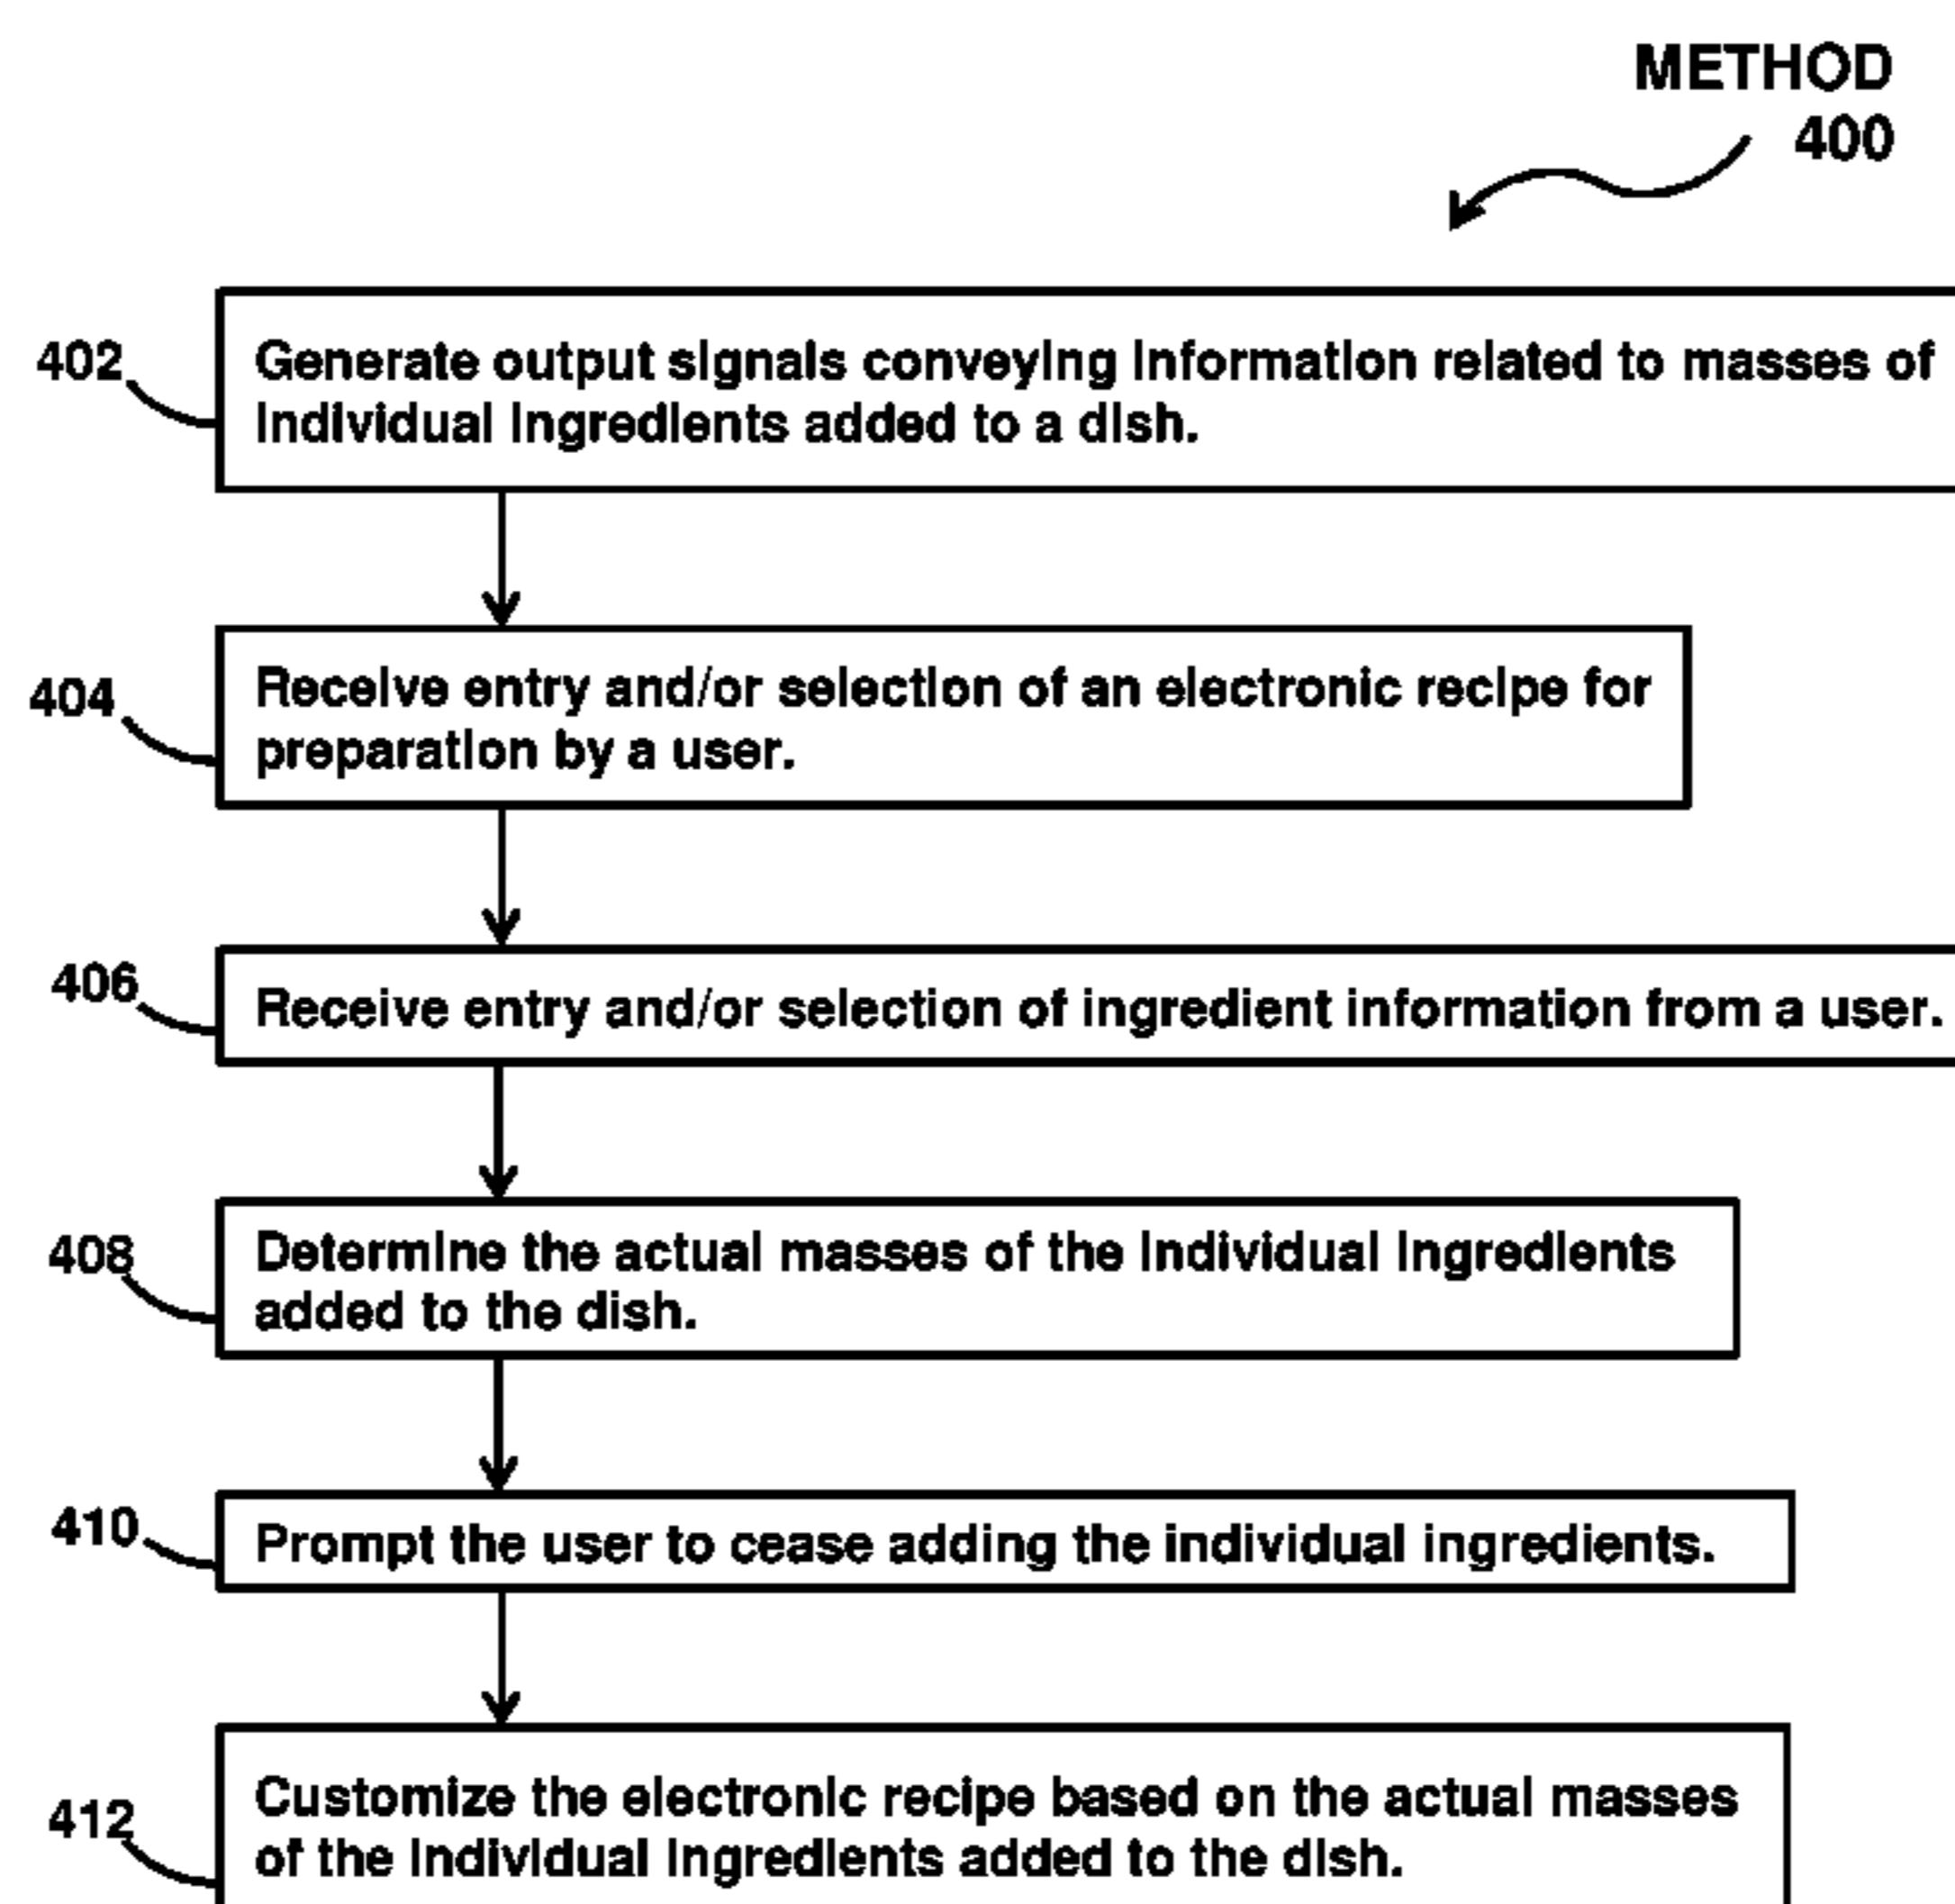 METHOD
400
402
Generate output signals conveying information related to masses of
individual ingredients added to a dish.
404
Receive entry and/or selection of an electronic recipe for
preparation by a user.
406
Receive entry and/or selection of ingredient information from a user.
408
Determine the actual masses of the individual ingredients
added to the dish.
410
Prompt the user to cease adding the individual ingredients.
412
Customize the electronic recipe based on the actual masses
of the individual ingredients added to the dish.